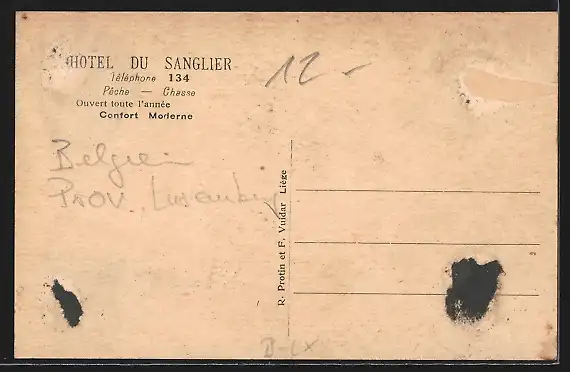 HOTEL DU SANGLIER
Téléphone 134
Pêche — Chasse
Ouvert toute l'année
Confort Moderne
12 -
Belgien
Prov. Luxemburg
R. Protin et F. Vuidar Liège
B-LX